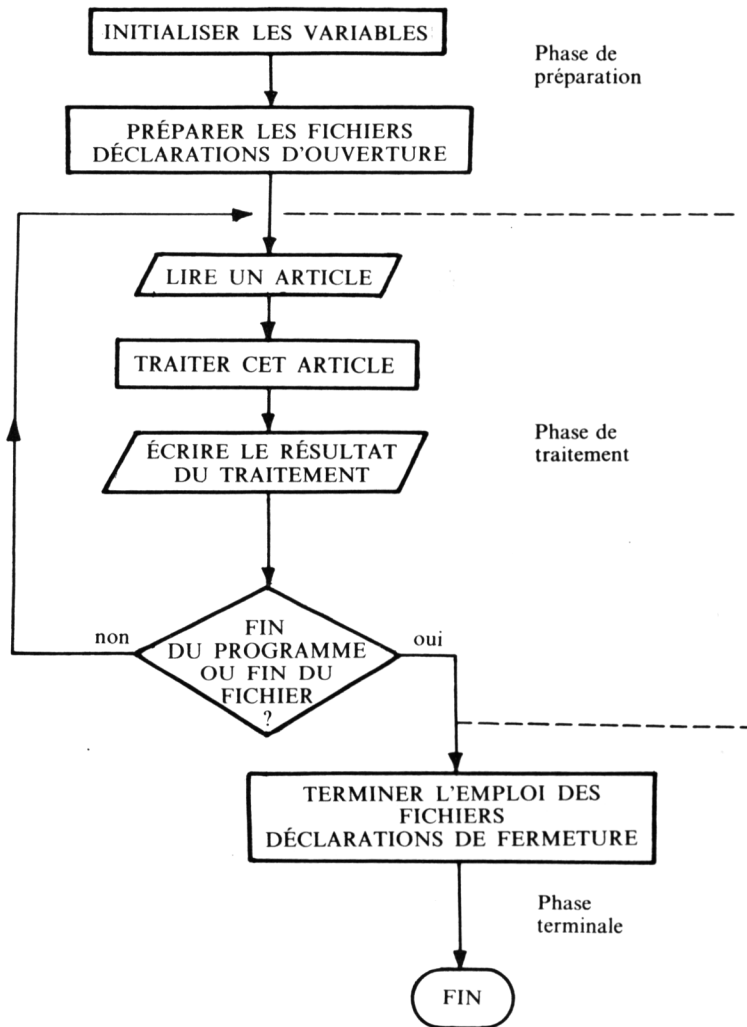 INITIALISER LES VARIABLES
Phase de
préparation
PRÉPARER LES FICHIERS
DÉCLARATIONS D'OUVERTURE
LIRE UN ARTICLE
TRAITER CET ARTICLE
ÉCRIRE LE RÉSULTAT
DU TRAITEMENT
Phase de
traitement
non
FIN
DU PROGRAMME
OU FIN DU
FICHIER
?
oui
TERMINER L'EMPLOI DES
FICHIERS
DÉCLARATIONS DE FERMETURE
Phase
terminale
FIN